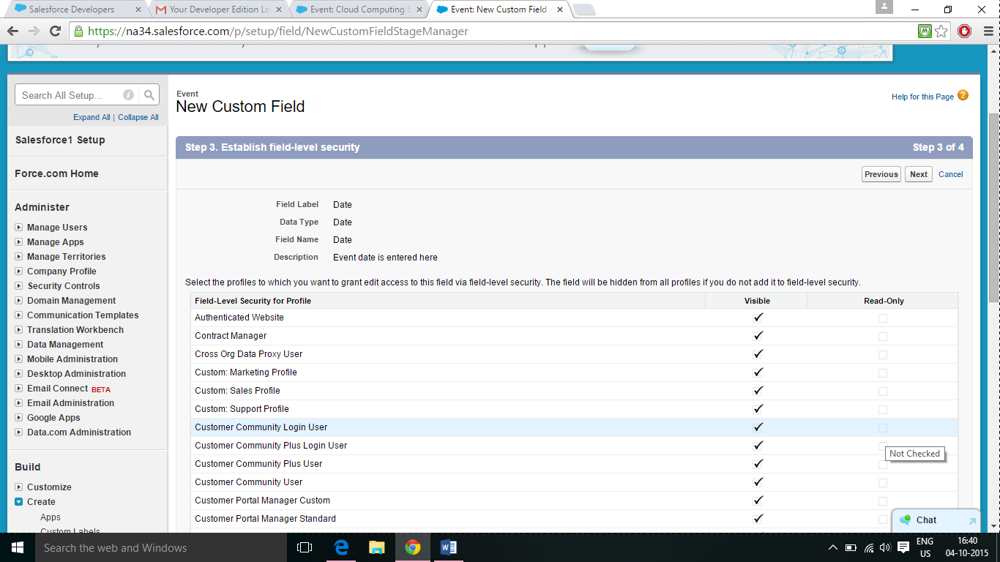 Salesforce Developers
Your Developer Edition Lo
Event: Cloud Computing S
Event: New Custom Field
https://na34.salesforce.com/p/setup/field/NewCustomFieldStageManager
Search All Setup...
Expand All | Collapse All
Salesforce1 Setup
Force.com Home
Administer
Manage Users
Manage Apps
Manage Territories
Company Profile
Security Controls
Domain Management
Communication Templates
Translation Workbench
Data Management
Mobile Administration
Desktop Administration
Email Connect BETA
Email Administration
Google Apps
Data.com Administration
Build
Customize
Create
Apps
Custom Labels
Event
New Custom Field
Help for this Page ?
Step 3. Establish field-level security Step 3 of 4
Previous Next Cancel
Field Label Date
Data Type Date
Field Name Date
Description Event date is entered here
Select the profiles to which you want to grant edit access to this field via field-level security. The field will be hidden from all profiles if you do not add it to field-level security.
Field-Level Security for Profile Visible Read-Only
Authenticated Website
Contract Manager
Cross Org Data Proxy User
Custom: Marketing Profile
Custom: Sales Profile
Custom: Support Profile
Customer Community Login User
Customer Community Plus Login User
Not Checked
Customer Community Plus User
Customer Community User
Customer Portal Manager Custom
Customer Portal Manager Standard
Chat
Search the web and Windows
ENG
US
16:40
04-10-2015